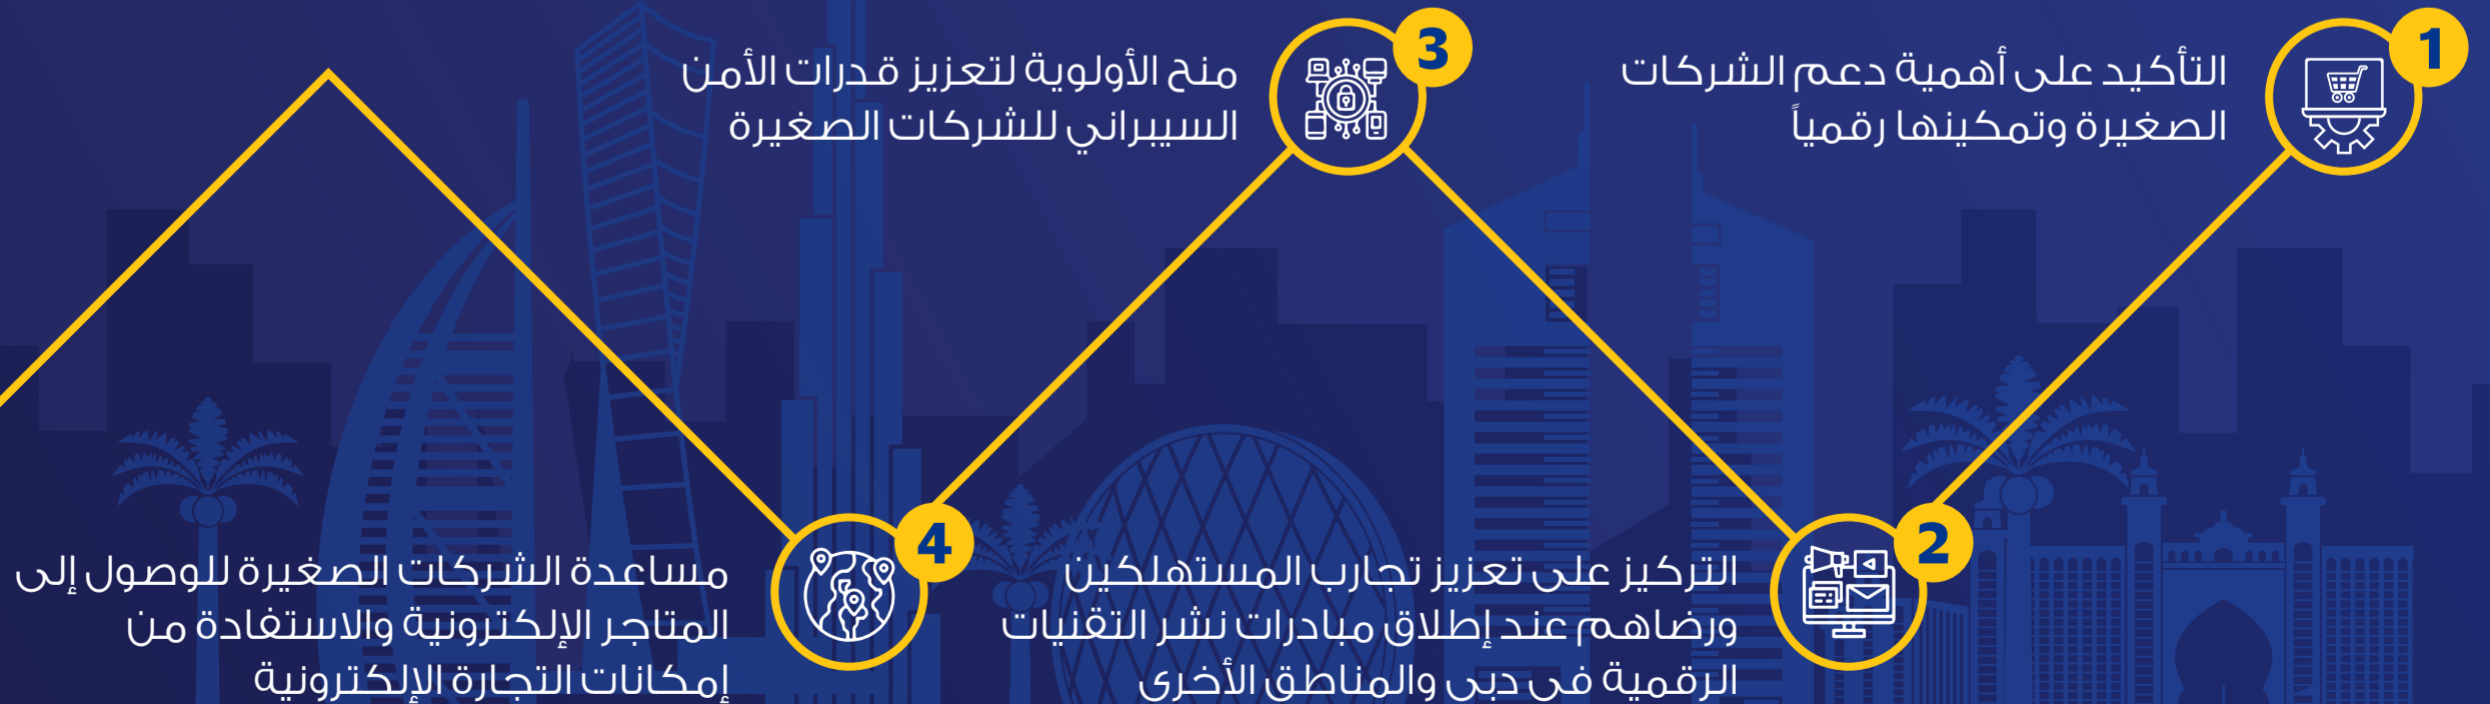 1
التأكيد على أهمية دعم الشركات
الصغيرة وتمكينها رقمياً
2
التركيز على تعزيز تجارب المستهلكين
ورضاهم عند إطلاق مبادرات نشر التقنيات
الرقمية في دبي والمناطق الأخرى
3
منح الأولوية لتعزيز قدرات الأمن
السيبراني للشركات الصغيرة
4
مساعدة الشركات الصغيرة للوصول إلى
المتاجر الإلكترونية والاستفادة من
إمكانات التجارة الإلكترونية